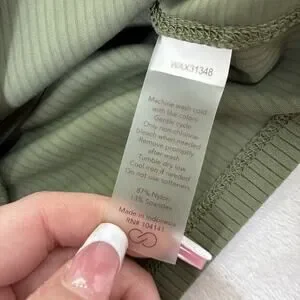 WAX31348
Machine wash cold
with like colors
Gentle cycle
Only non-chlorine
bleach when needed
Remove promptly
after wash
Tumble dry low
Cool iron if needed
Do not use softeners
87% Nylon
13% Spandex
Made in Indonesia
RN# 104141